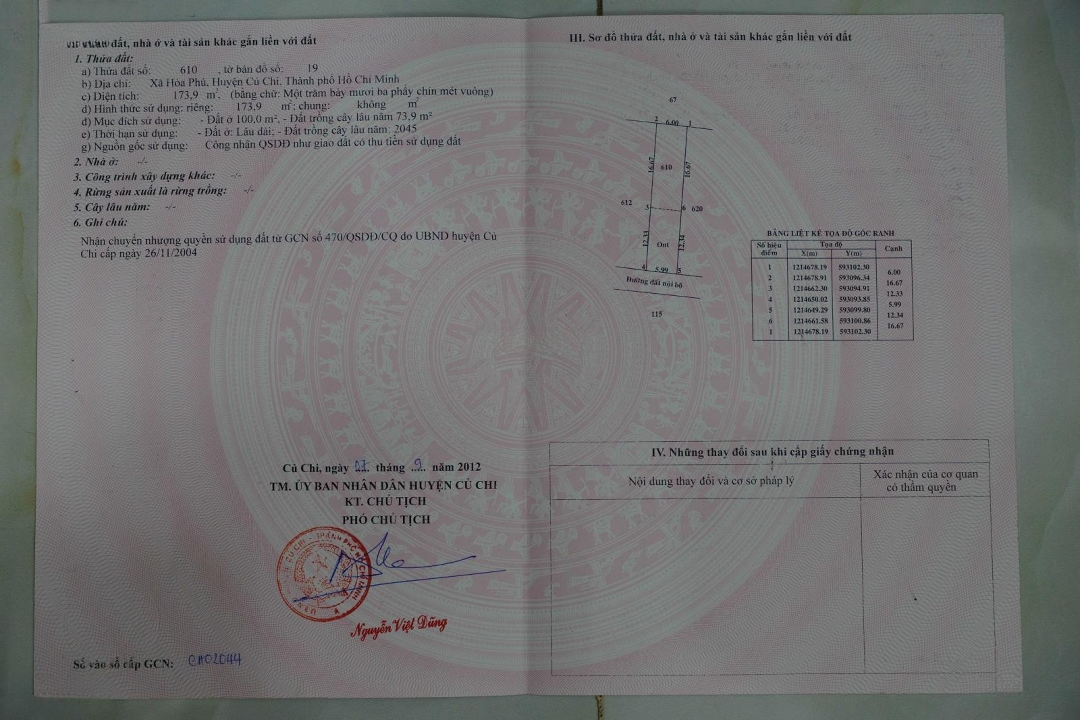 đất, nhà ở và tài sản khác gắn liền với đất
1. Thửa đất:
a) Thửa đất số: 610 , tờ bản đồ số: 19
b) Địa chỉ: Xã Hòa Phú, Huyện Củ Chi, Thành phố Hồ Chí Minh
c) Diện tích: 173,9 m². (bằng chữ: Một trăm bảy mươi ba phẩy chín mét vuông)
d) Hình thức sử dụng: riêng: 173,9 m²; chung: không m²
đ) Mục đích sử dụng: - Đất ở 100,0 m², - Đất trồng cây lâu năm 73,9 m²
e) Thời hạn sử dụng: - Đất ở: Lâu dài; - Đất trồng cây lâu năm: 2045
g) Nguồn gốc sử dụng: Công nhận QSDĐ như giao đất có thu tiền sử dụng đất
2. Nhà ở: -/-
3. Công trình xây dựng khác: -/-
4. Rừng sản xuất là rừng trồng: -/-
5. Cây lâu năm: -/-
6. Ghi chú:
Nhận chuyển nhượng quyền sử dụng đất từ GCN số 470/QSDĐ/CQ do UBND huyện Củ
Chi cấp ngày 26/11/2004
Củ Chi, ngày tháng 2 năm 2012
TM. ỦY BAN NHÂN DÂN HUYỆN CỦ CHI
KT. CHỦ TỊCH
PHÓ CHỦ TỊCH
Nguyễn Việt Dũng
Số vào sổ cấp GCN: CH02044
III. Sơ đồ thửa đất, nhà ở và tài sản khác gắn liền với đất
67
2 6.00 1
16.67 610 16.67
612 3 6 620
12.33 Ont 12.34
4 5.99 5
Đường đất nội bộ
115
BẢNG LIỆT KÊ TỌA ĐỘ GÓC RANH
Số hiệu điểm Tọa độ Cạnh
X(m) Y(m)
1 1214678.19 593102.30
6.00
2 1214678.91 593096.34
16.67
3 1214662.30 593094.91
12.33
4 1214650.02 593093.85
5.99
5 1214649.29 593099.80
12.34
6 1214661.58 593100.86
16.67
1 1214678.19 593102.30
IV. Những thay đổi sau khi cấp giấy chứng nhận
Nội dung thay đổi và cơ sở pháp lý
Xác nhận của cơ quan
có thẩm quyền